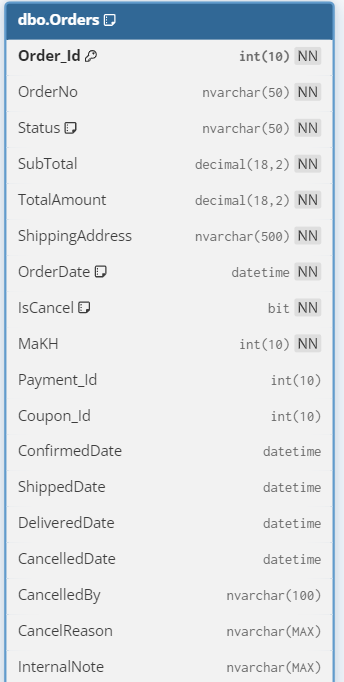 dbo.Orders
Order_Id int(10) NN
OrderNo nvarchar(50) NN
Status nvarchar(50) NN
SubTotal decimal(18,2) NN
TotalAmount decimal(18,2) NN
ShippingAddress nvarchar(500) NN
OrderDate datetime NN
IsCancel bit NN
MaKH int(10) NN
Payment_Id int(10)
Coupon_Id int(10)
ConfirmedDate datetime
ShippedDate datetime
DeliveredDate datetime
CancelledDate datetime
CancelledBy nvarchar(100)
CancelReason nvarchar(MAX)
InternalNote nvarchar(MAX)